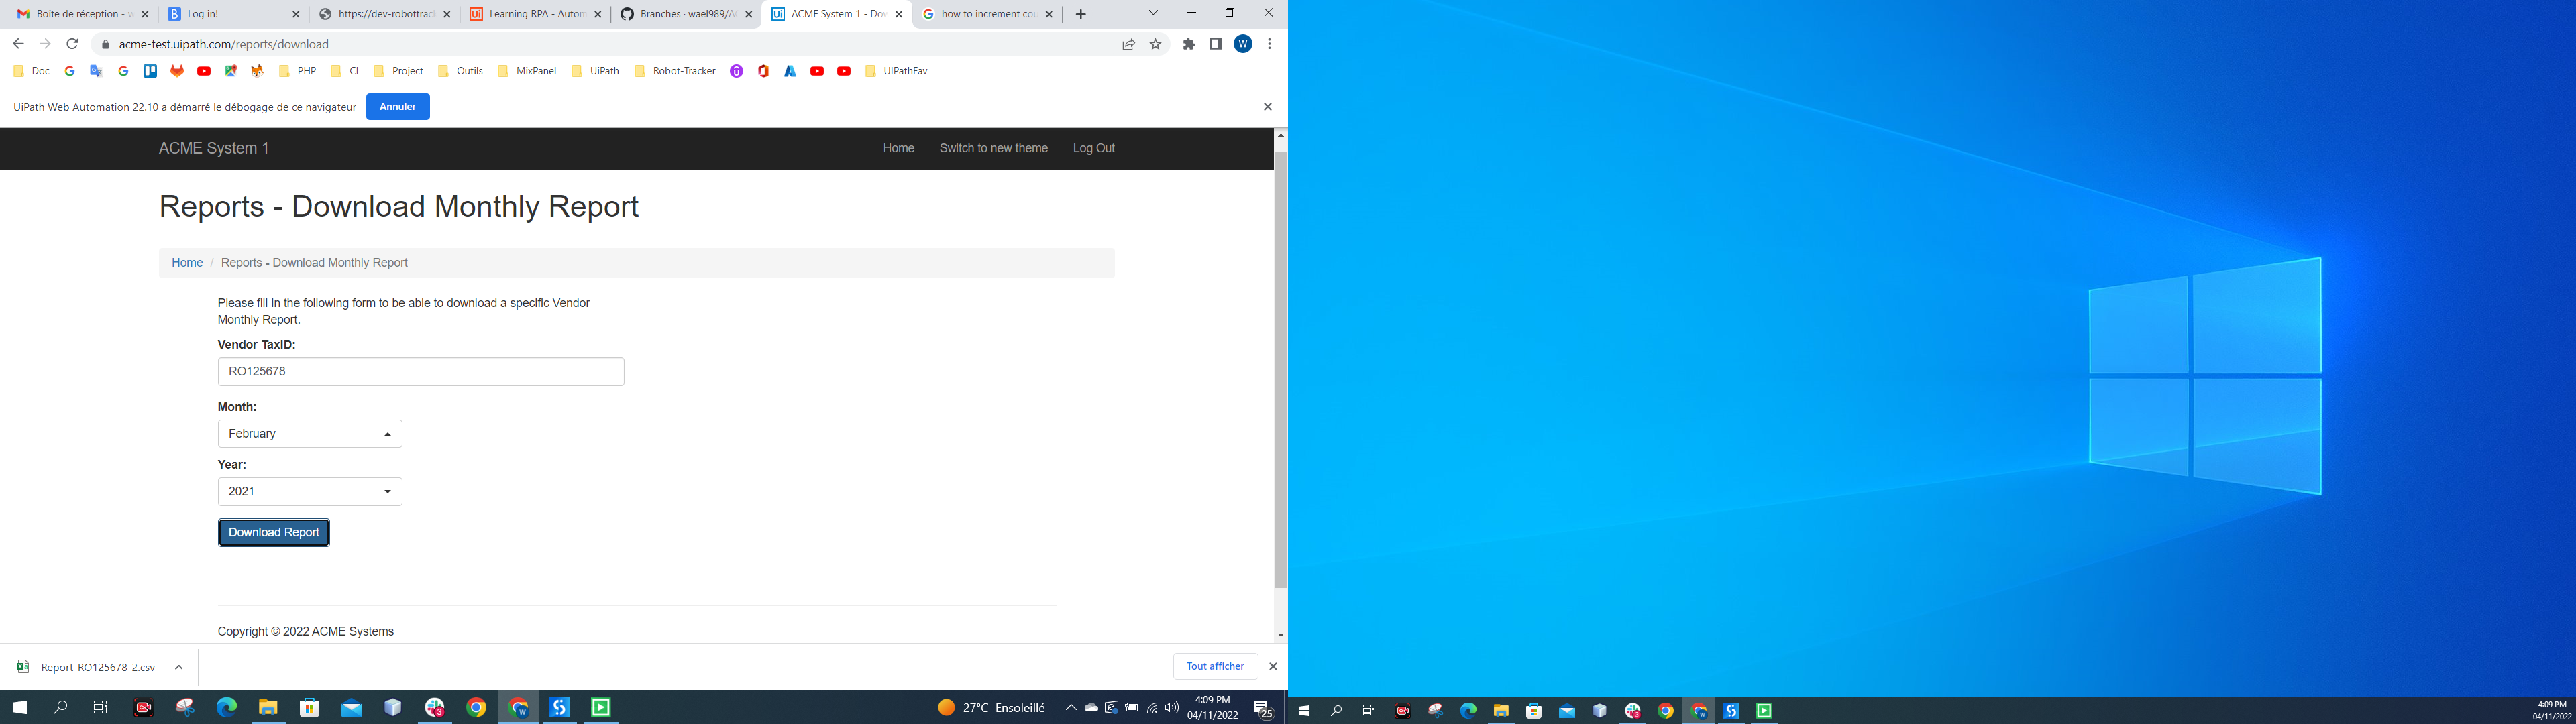 Boîte de réception - w
Log in!
https://dev-robottrack
Learning RPA - Autom
Branches · wael989/AC
ACME System 1 - Dow
how to increment cou
acme-test.uipath.com/reports/download
W
Doc
PHP
CI
Project
Outils
MixPanel
UiPath
Robot-Tracker
UIPathFav
UiPath Web Automation 22.10 a démarré le débogage de ce navigateur
Annuler
ACME System 1
Home
Switch to new theme
Log Out
Reports - Download Monthly Report
Home / Reports - Download Monthly Report
Please fill in the following form to be able to download a specific Vendor
Monthly Report.
Vendor TaxID:
RO125678
Month:
February
Year:
2021
Download Report
Copyright © 2022 ACME Systems
Report-RO125678-2.csv
Tout afficher
27°C Ensoleillé
4:09 PM
04/11/2022
25
4:09 PM
04/11/2022